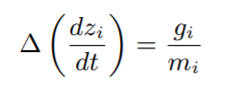 Δ(dz_i/dt) = g_i/m_i